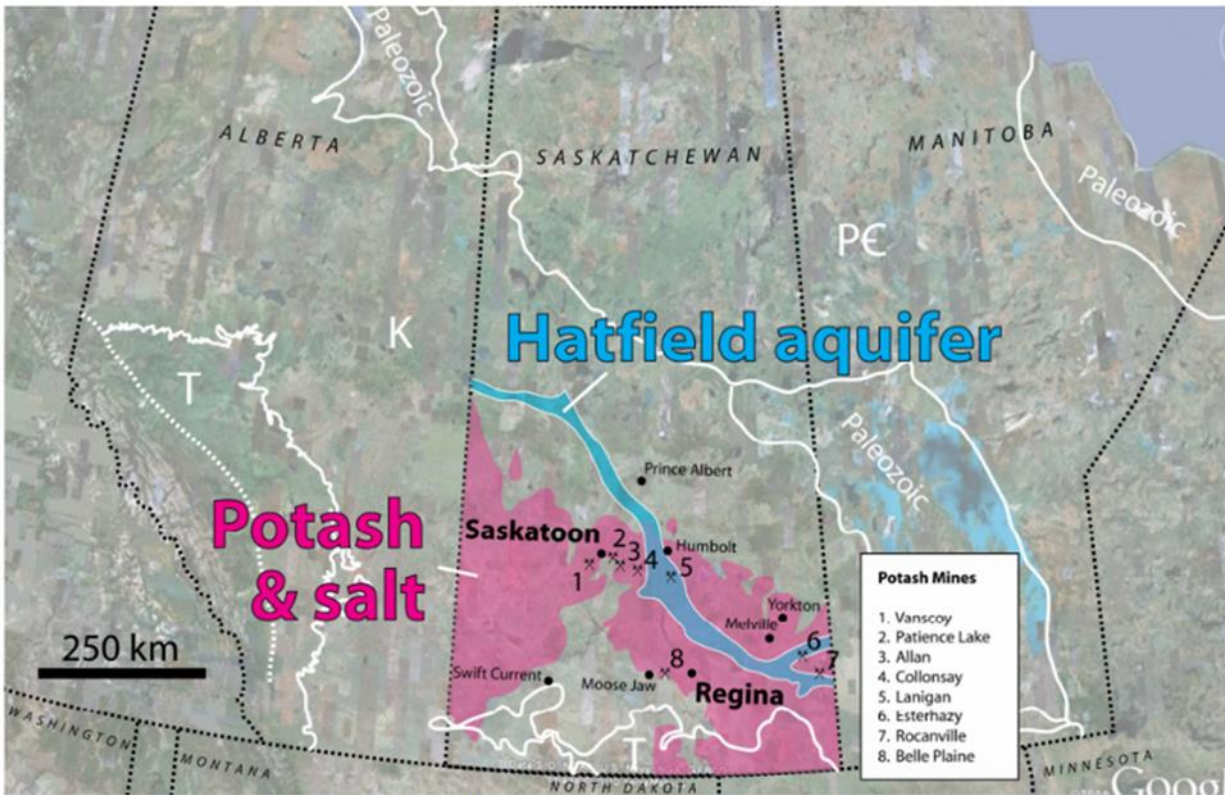 Paleozoic
ALBERTA
SASKATCHEWAN
MANITOBA
Paleozoic
PЄ
K
Hatfield aquifer
T
Paleozoic
Prince Albert
Potash
& salt
Saskatoon
2
3
4
Humbolt
1
5
250 km
Yorkton
Melville
6
7
Swift Current
Moose Jaw
8
Regina
T
Potash Mines
1. Vanscoy
2. Patience Lake
3. Allan
4. Collonsay
5. Lanigan
6. Esterhazy
7. Rocanville
8. Belle Plaine
WASHINGTON
MONTANA
NORTH DAKOTA
MINNESOTA
Google